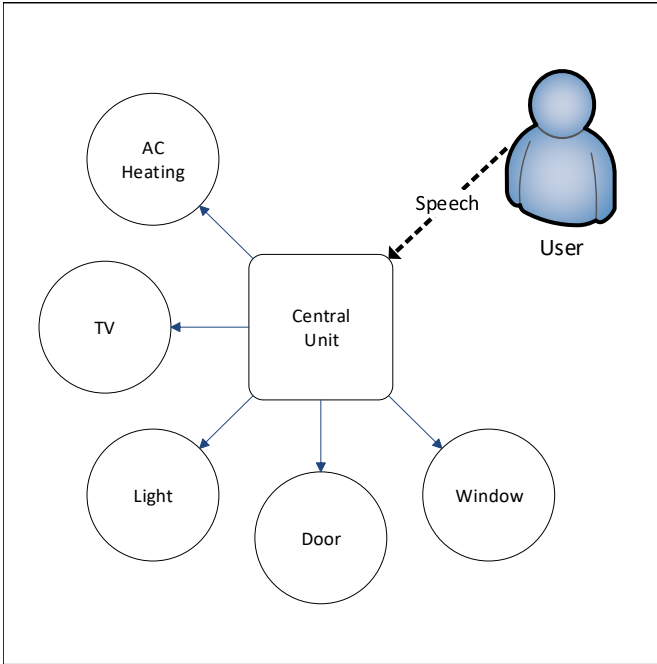 AC
Heating
Speech
User
TV
Central
Unit
Light
Door
Window